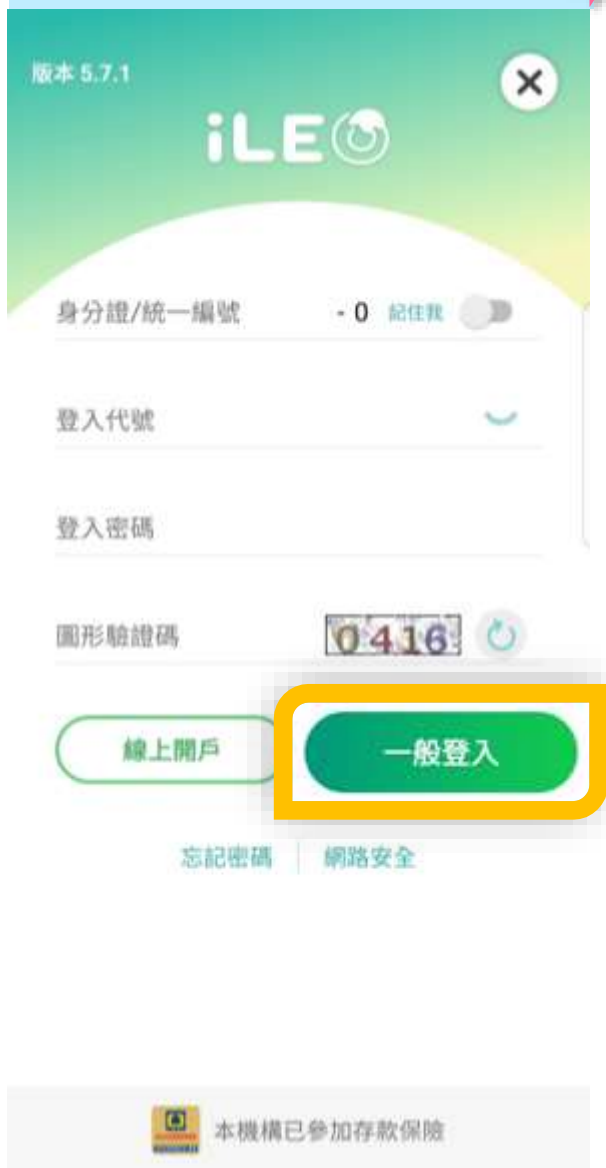 版本 5.7.1
iLEO
身分證/統一編號 - 0 記住我
登入代號
登入密碼
圖形驗證碼 0416
線上開戶 一般登入
忘記密碼 網路安全
本機構已參加存款保險